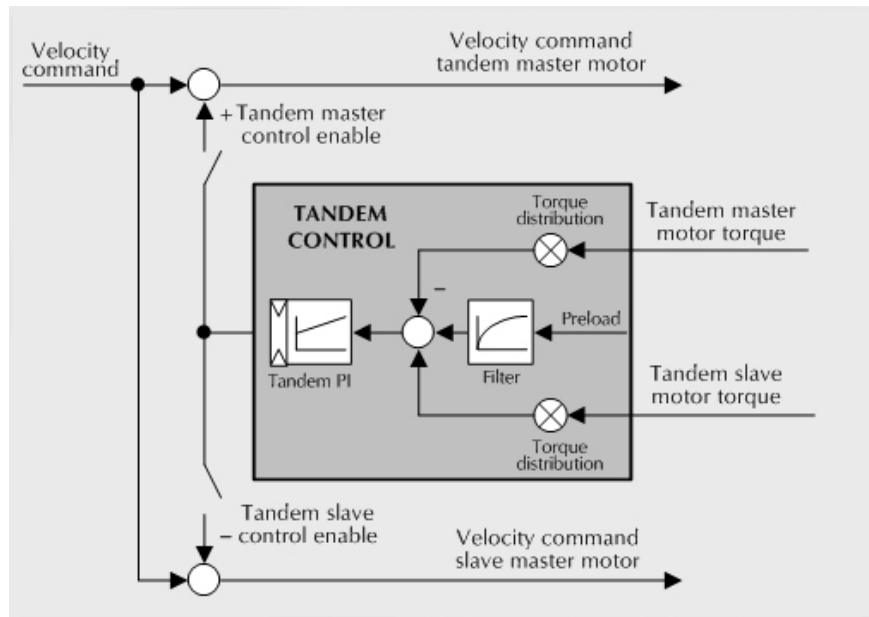 Velocity
command
Velocity command
tandem master motor
+ Tandem master
control enable
TANDEM
CONTROL
Torque
distribution
Tandem master
motor torque
–
Preload
Tandem PI
Filter
Tandem slave
motor torque
Torque
distribution
Tandem slave
– control enable
Velocity command
slave master motor